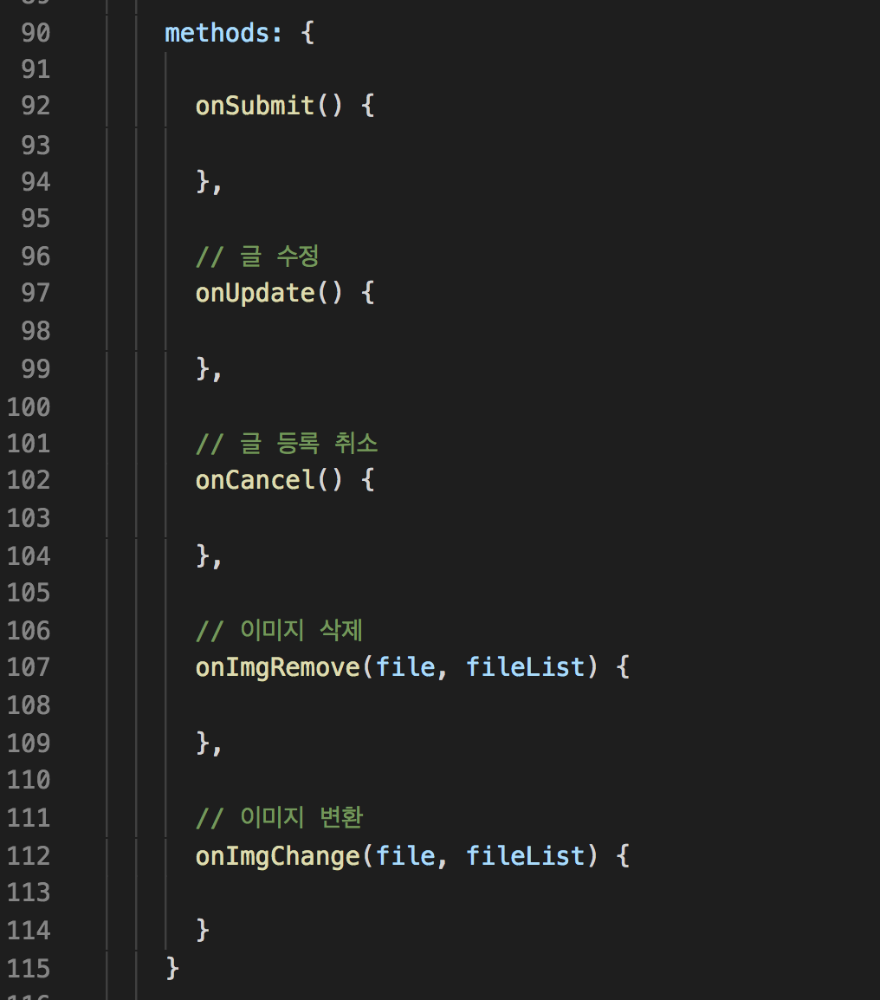 90 methods: {
91
92 onSubmit() {
93
94 },
95
96 // 글 수정
97 onUpdate() {
98
99 },
100
101 // 글 등록 취소
102 onCancel() {
103
104 },
105
106 // 이미지 삭제
107 onImgRemove(file, fileList) {
108
109 },
110
111 // 이미지 변환
112 onImgChange(file, fileList) {
113
114 }
115 }